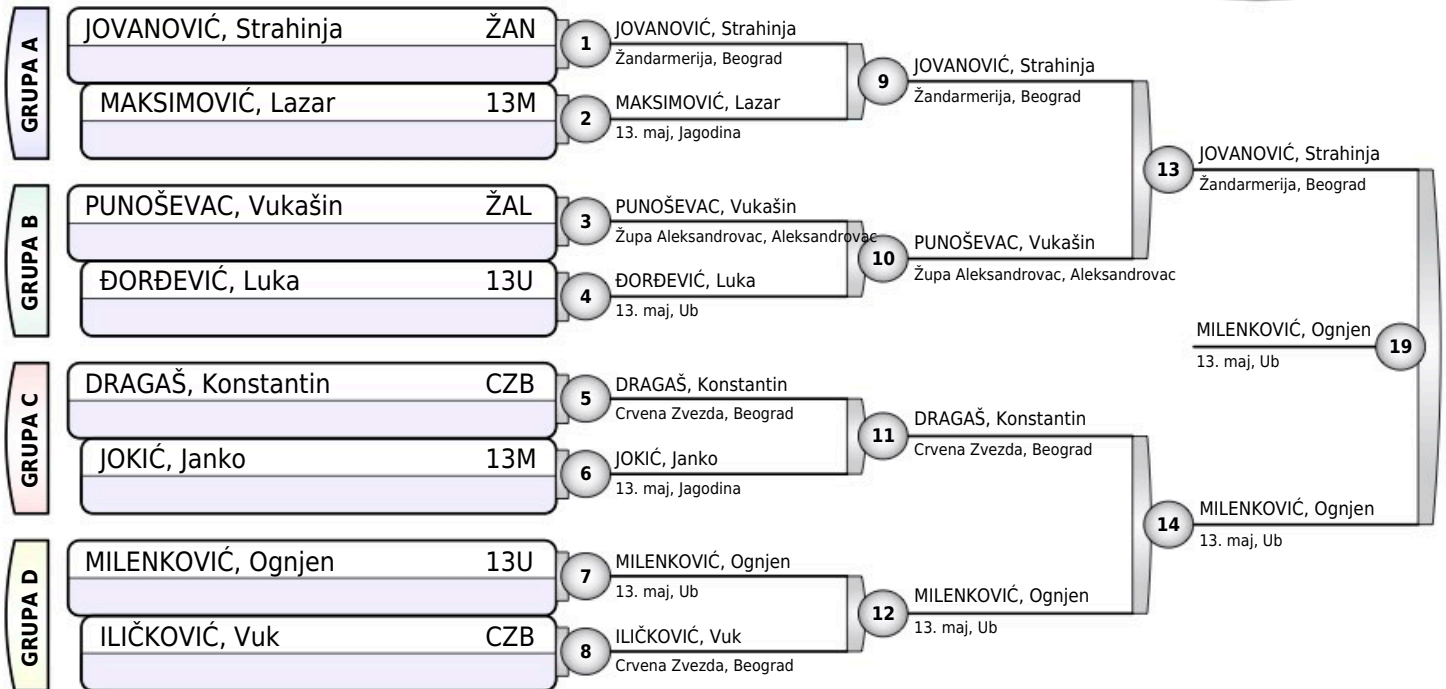 GRUPA A
JOVANOVIĆ, Strahinja ŽAN
MAKSIMOVIĆ, Lazar 13M
GRUPA B
PUNOŠEVAC, Vukašin ŽAL
ĐORĐEVIĆ, Luka 13U
GRUPA C
DRAGAŠ, Konstantin CZB
JOKIĆ, Janko 13M
GRUPA D
MILENKOVIĆ, Ognjen 13U
ILIČKOVIĆ, Vuk CZB
1
JOVANOVIĆ, Strahinja
Žandarmerija, Beograd
2
MAKSIMOVIĆ, Lazar
13. maj, Jagodina
3
PUNOŠEVAC, Vukašin
Župa Aleksandrovac, Aleksandrovac
4
ĐORĐEVIĆ, Luka
13. maj, Ub
5
DRAGAŠ, Konstantin
Crvena Zvezda, Beograd
6
JOKIĆ, Janko
13. maj, Jagodina
7
MILENKOVIĆ, Ognjen
13. maj, Ub
8
ILIČKOVIĆ, Vuk
Crvena Zvezda, Beograd
9
JOVANOVIĆ, Strahinja
Žandarmerija, Beograd
10
PUNOŠEVAC, Vukašin
Župa Aleksandrovac, Aleksandrovac
11
DRAGAŠ, Konstantin
Crvena Zvezda, Beograd
12
MILENKOVIĆ, Ognjen
13. maj, Ub
13
JOVANOVIĆ, Strahinja
Žandarmerija, Beograd
14
MILENKOVIĆ, Ognjen
13. maj, Ub
MILENKOVIĆ, Ognjen
13. maj, Ub
19